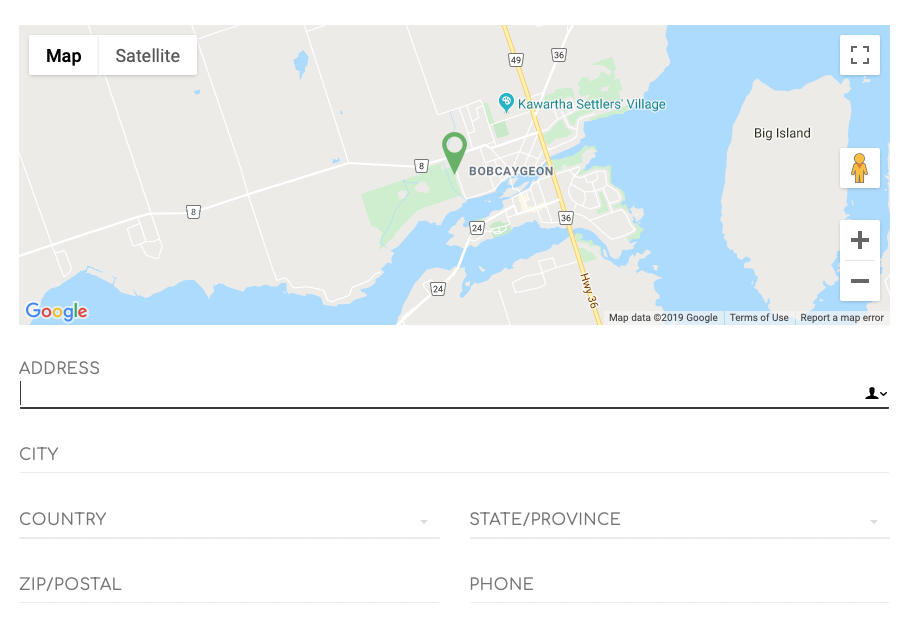 Map Satellite
49
36
Kawartha Settlers' Village
Big Island
8
BOBCAYGEON
8
36
24
24
Hwy 36
Google
Map data ©2019 Google Terms of Use Report a map error
ADDRESS
CITY
COUNTRY STATE/PROVINCE
ZIP/POSTAL PHONE